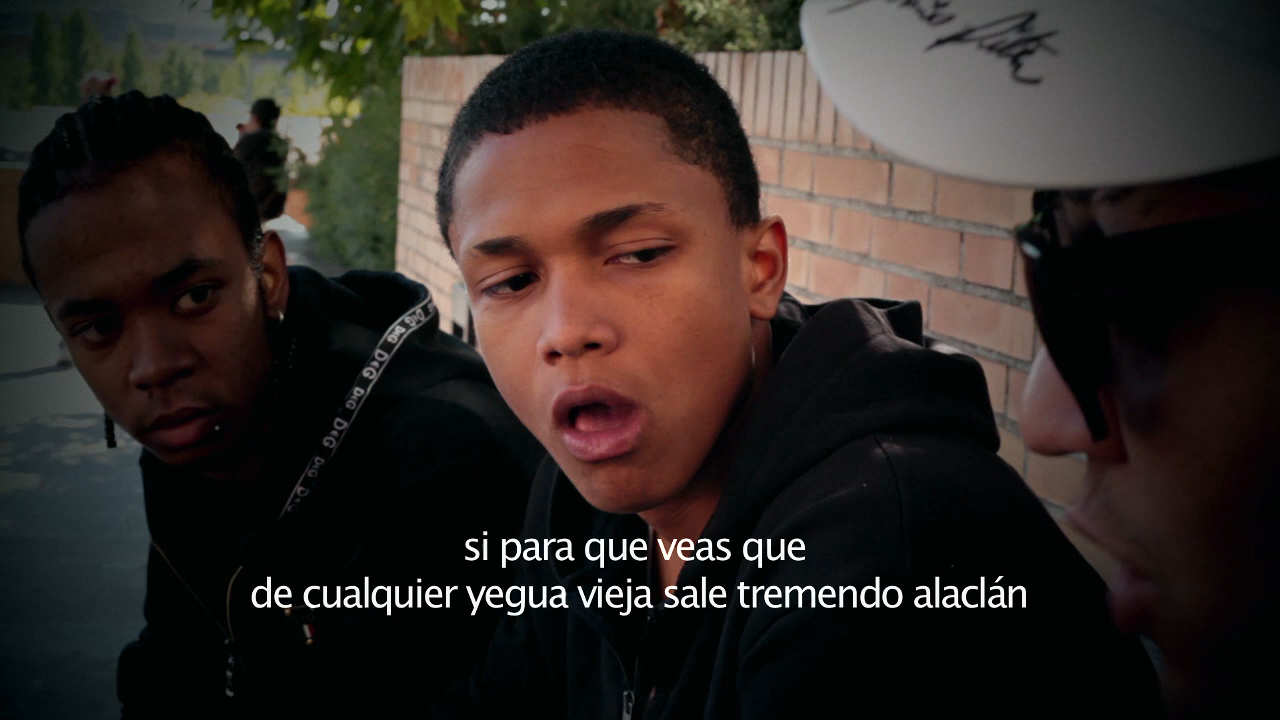 si para que veas que
de cualquier yegua vieja sale tremendo alaclán
D&G D&G D&G D&G D&G D&G